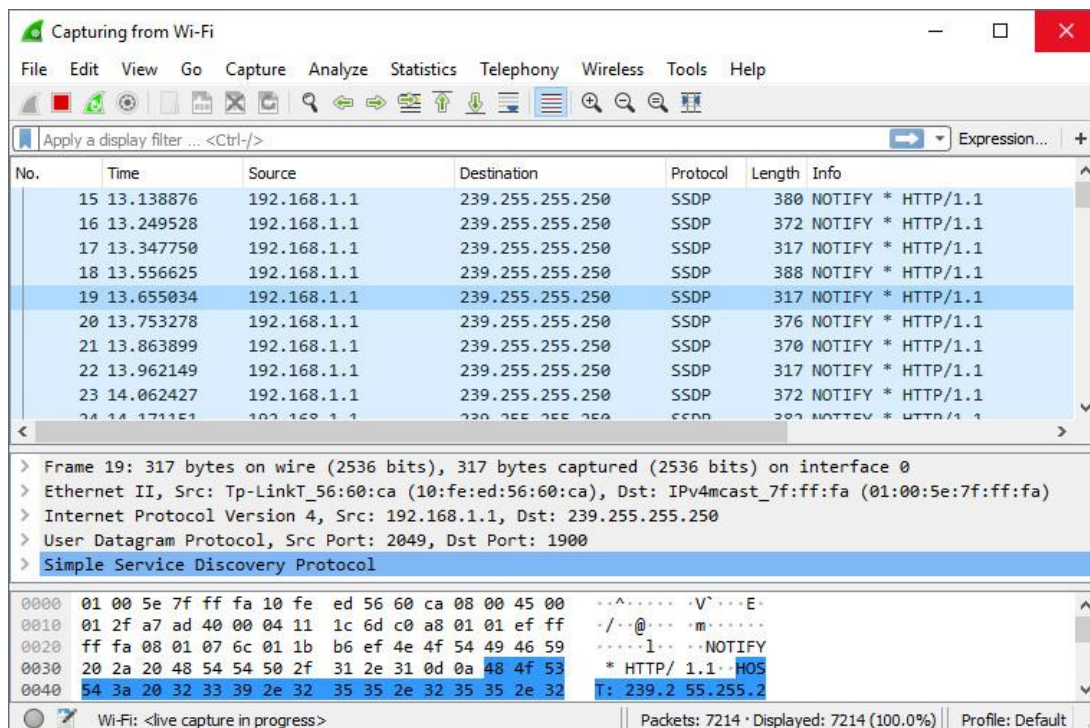 Capturing from Wi-Fi
File Edit View Go Capture Analyze Statistics Telephony Wireless Tools Help
Apply a display filter ... <Ctrl-/> Expression... +
No. Time Source Destination Protocol Length Info
15 13.138876 192.168.1.1 239.255.255.250 SSDP 380 NOTIFY * HTTP/1.1
16 13.249528 192.168.1.1 239.255.255.250 SSDP 372 NOTIFY * HTTP/1.1
17 13.347750 192.168.1.1 239.255.255.250 SSDP 317 NOTIFY * HTTP/1.1
18 13.556625 192.168.1.1 239.255.255.250 SSDP 388 NOTIFY * HTTP/1.1
19 13.655034 192.168.1.1 239.255.255.250 SSDP 317 NOTIFY * HTTP/1.1
20 13.753278 192.168.1.1 239.255.255.250 SSDP 376 NOTIFY * HTTP/1.1
21 13.863899 192.168.1.1 239.255.255.250 SSDP 370 NOTIFY * HTTP/1.1
22 13.962149 192.168.1.1 239.255.255.250 SSDP 317 NOTIFY * HTTP/1.1
23 14.062427 192.168.1.1 239.255.255.250 SSDP 372 NOTIFY * HTTP/1.1
24 14.171151 192.168.1.1 239.255.255.250 SSDP 382 NOTIFY * HTTP/1.1
> Frame 19: 317 bytes on wire (2536 bits), 317 bytes captured (2536 bits) on interface 0
> Ethernet II, Src: Tp-LinkT_56:60:ca (10:fe:ed:56:60:ca), Dst: IPv4mcast_7f:ff:fa (01:00:5e:7f:ff:fa)
> Internet Protocol Version 4, Src: 192.168.1.1, Dst: 239.255.255.250
> User Datagram Protocol, Src Port: 2049, Dst Port: 1900
> Simple Service Discovery Protocol
0000 01 00 5e 7f ff fa 10 fe ed 56 60 ca 08 00 45 00 ··^····· ·V`···E·
0010 01 2f a7 ad 40 00 04 11 1c 6d c0 a8 01 01 ef ff ·/··@··· ·m······
0020 ff fa 08 01 07 6c 01 1b b6 ef 4e 4f 54 49 46 59 ·····l·· ··NOTIFY
0030 20 2a 20 48 54 54 50 2f 31 2e 31 0d 0a 48 4f 53 * HTTP/ 1.1··HOS
0040 54 3a 20 32 33 39 2e 32 35 35 2e 32 35 35 2e 32 T: 239.2 55.255.2
Wi-Fi: <live capture in progress> Packets: 7214 · Displayed: 7214 (100.0%) Profile: Default